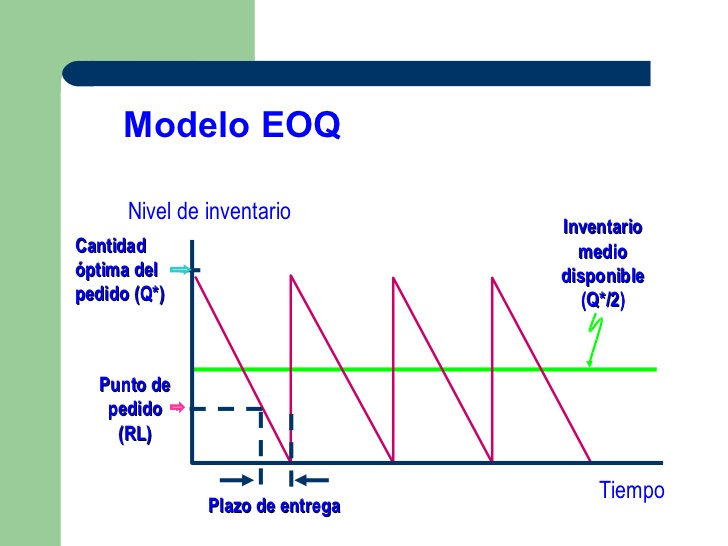 Modelo EOQ
Nivel de inventario
Cantidad
óptima del
pedido (Q*)
Inventario
medio
disponible
(Q*/2)
Punto de
pedido
(RL)
Plazo de entrega
Tiempo